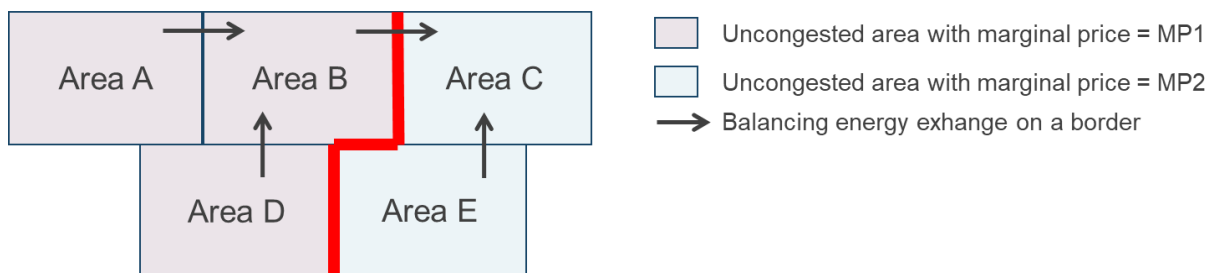 Area A
Area B
Area C
Area D
Area E
Uncongested area with marginal price = MP1
Uncongested area with marginal price = MP2
Balancing energy exhange on a border